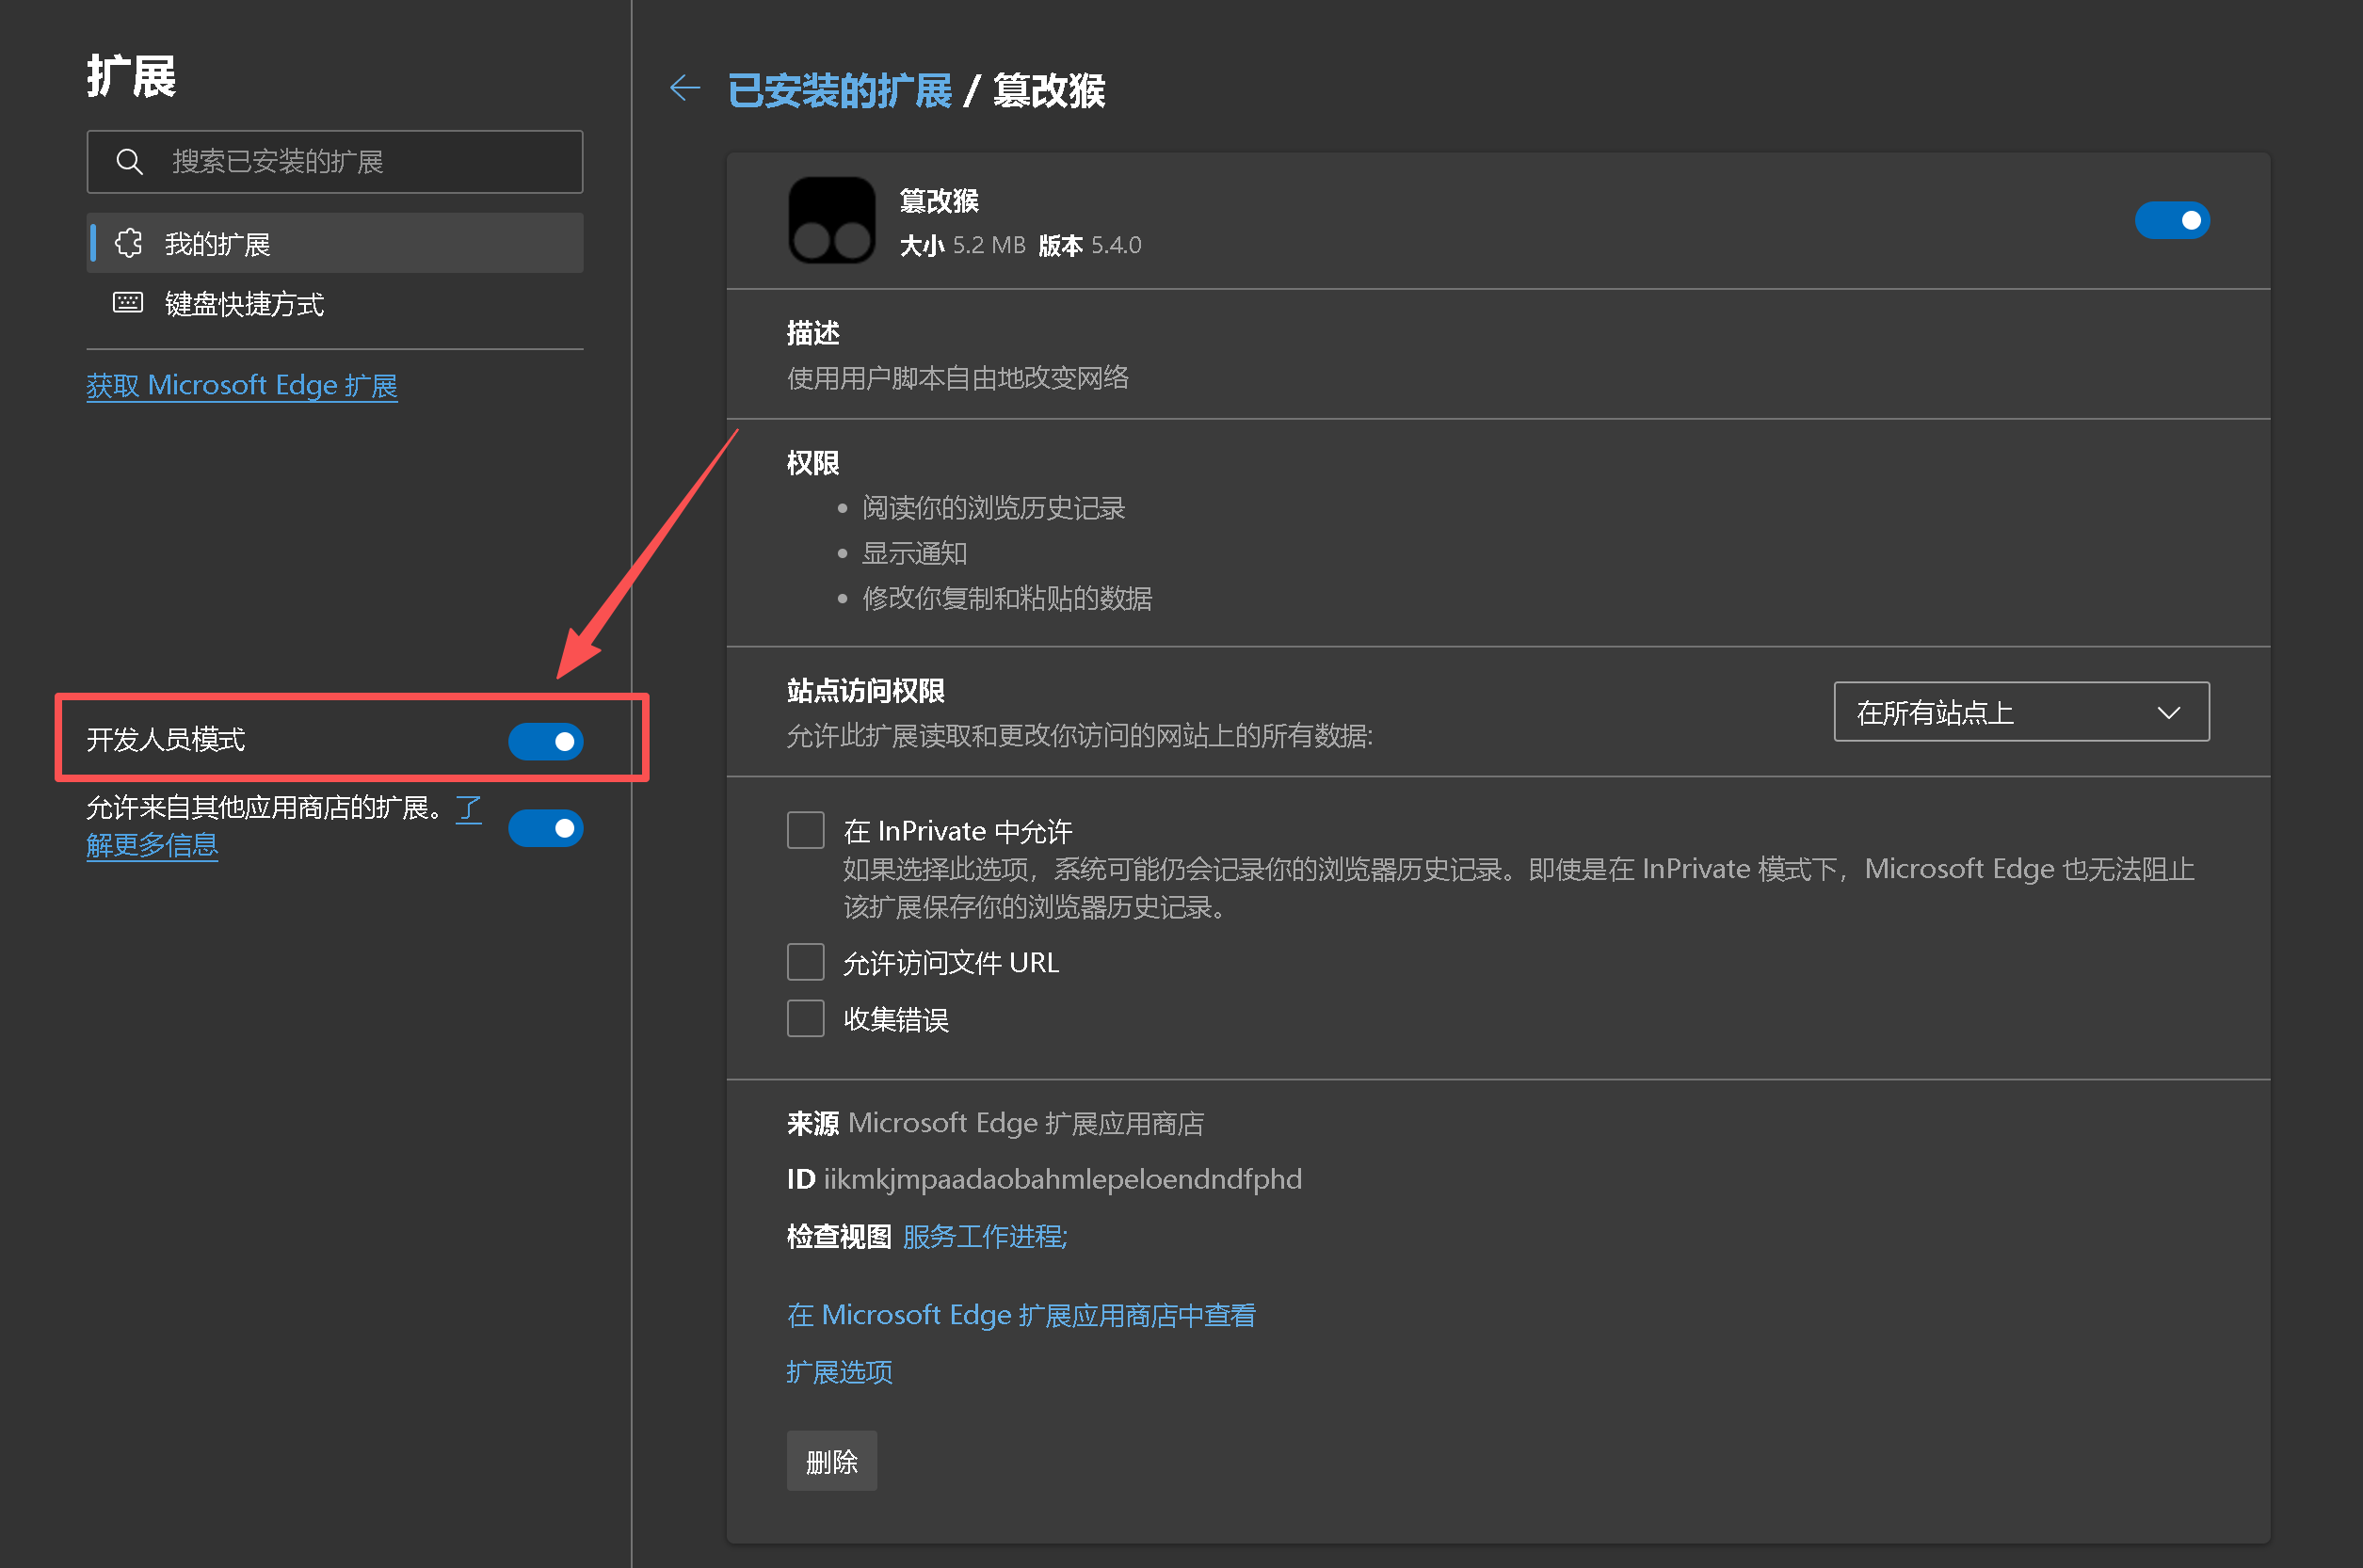 扩展
搜索已安装的扩展
我的扩展
键盘快捷方式
获取 Microsoft Edge 扩展
开发人员模式
允许来自其他应用商店的扩展。了
解更多信息
已安装的扩展 / 篡改猴
篡改猴
大小 5.2 MB 版本 5.4.0
描述
使用用户脚本自由地改变网络
权限
阅读你的浏览历史记录
显示通知
修改你复制和粘贴的数据
站点访问权限
允许此扩展读取和更改你访问的网站上的所有数据:
在所有站点上
在 InPrivate 中允许
如果选择此选项，系统可能仍会记录你的浏览器历史记录。即使是在 InPrivate 模式下，Microsoft Edge 也无法阻止
该扩展保存你的浏览器历史记录。
允许访问文件 URL
收集错误
来源 Microsoft Edge 扩展应用商店
ID iikmkjmpaadaobahmlepeloendndfphd
检查视图 服务工作进程;
在 Microsoft Edge 扩展应用商店中查看
扩展选项
删除